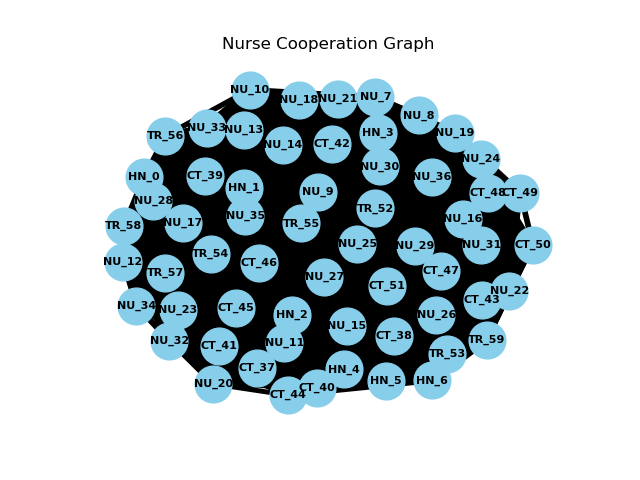 Nurse Cooperation Graph
NU_10
NU_18
NU_21
NU_7
NU_8
TR_56
NU_33
NU_13
NU_14
CT_42
HN_3
NU_19
NU_24
NU_30
HN_0
CT_39
HN_1
NU_9
NU_36
CT_48
CT_49
NU_28
NU_35
TR_55
TR_52
NU_16
TR_58
NU_17
NU_25
NU_29
NU_31
CT_50
NU_12
TR_57
TR_54
CT_46
NU_27
CT_47
CT_51
NU_22
NU_34
NU_23
CT_45
HN_2
NU_15
NU_26
CT_43
NU_32
CT_41
NU_11
CT_38
TR_59
TR_53
CT_37
HN_4
NU_20
CT_44
CT_40
HN_5
HN_6